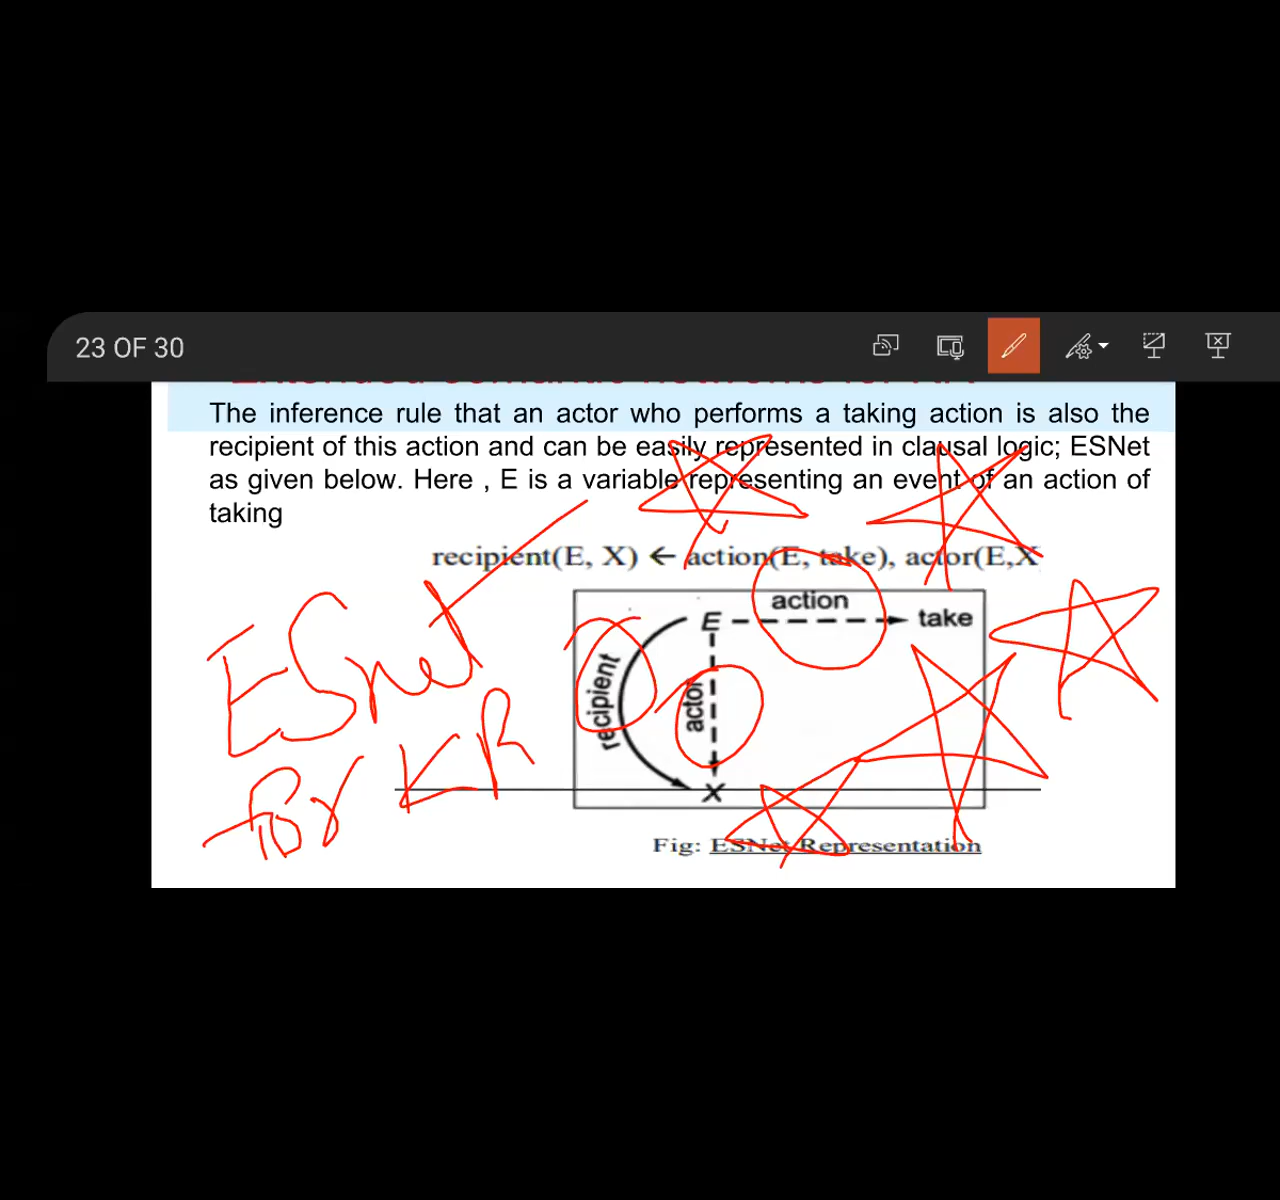 23 OF 30
The inference rule that an actor who performs a taking action is also the
recipient of this action and can be easily represented in clausal logic; ESNet
as given below. Here , E is a variable representing an event of an action of
taking
recipient(E, X) ← action(E, take), actor(E,X
action
E
take
recipient
actor
X
ESnet
for KR
Fig: ESNet Representation